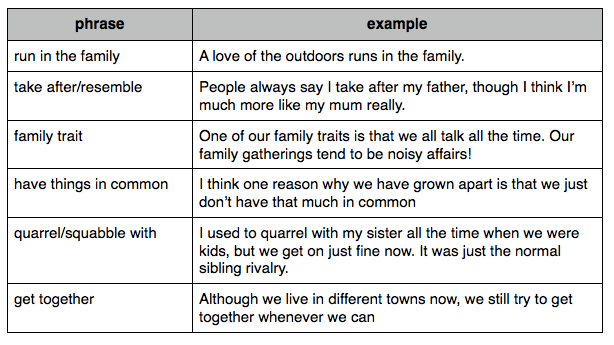 phrase example
run in the family A love of the outdoors runs in the family.
take after/resemble People always say I take after my father, though I think I'm
much more like my mum really.
family trait One of our family traits is that we all talk all the time. Our
family gatherings tend to be noisy affairs!
have things in common I think one reason why we have grown apart is that we just
don't have that much in common
quarrel/squabble with I used to quarrel with my sister all the time when we were
kids, but we get on just fine now. It was just the normal
sibling rivalry.
get together Although we live in different towns now, we still try to get
together whenever we can